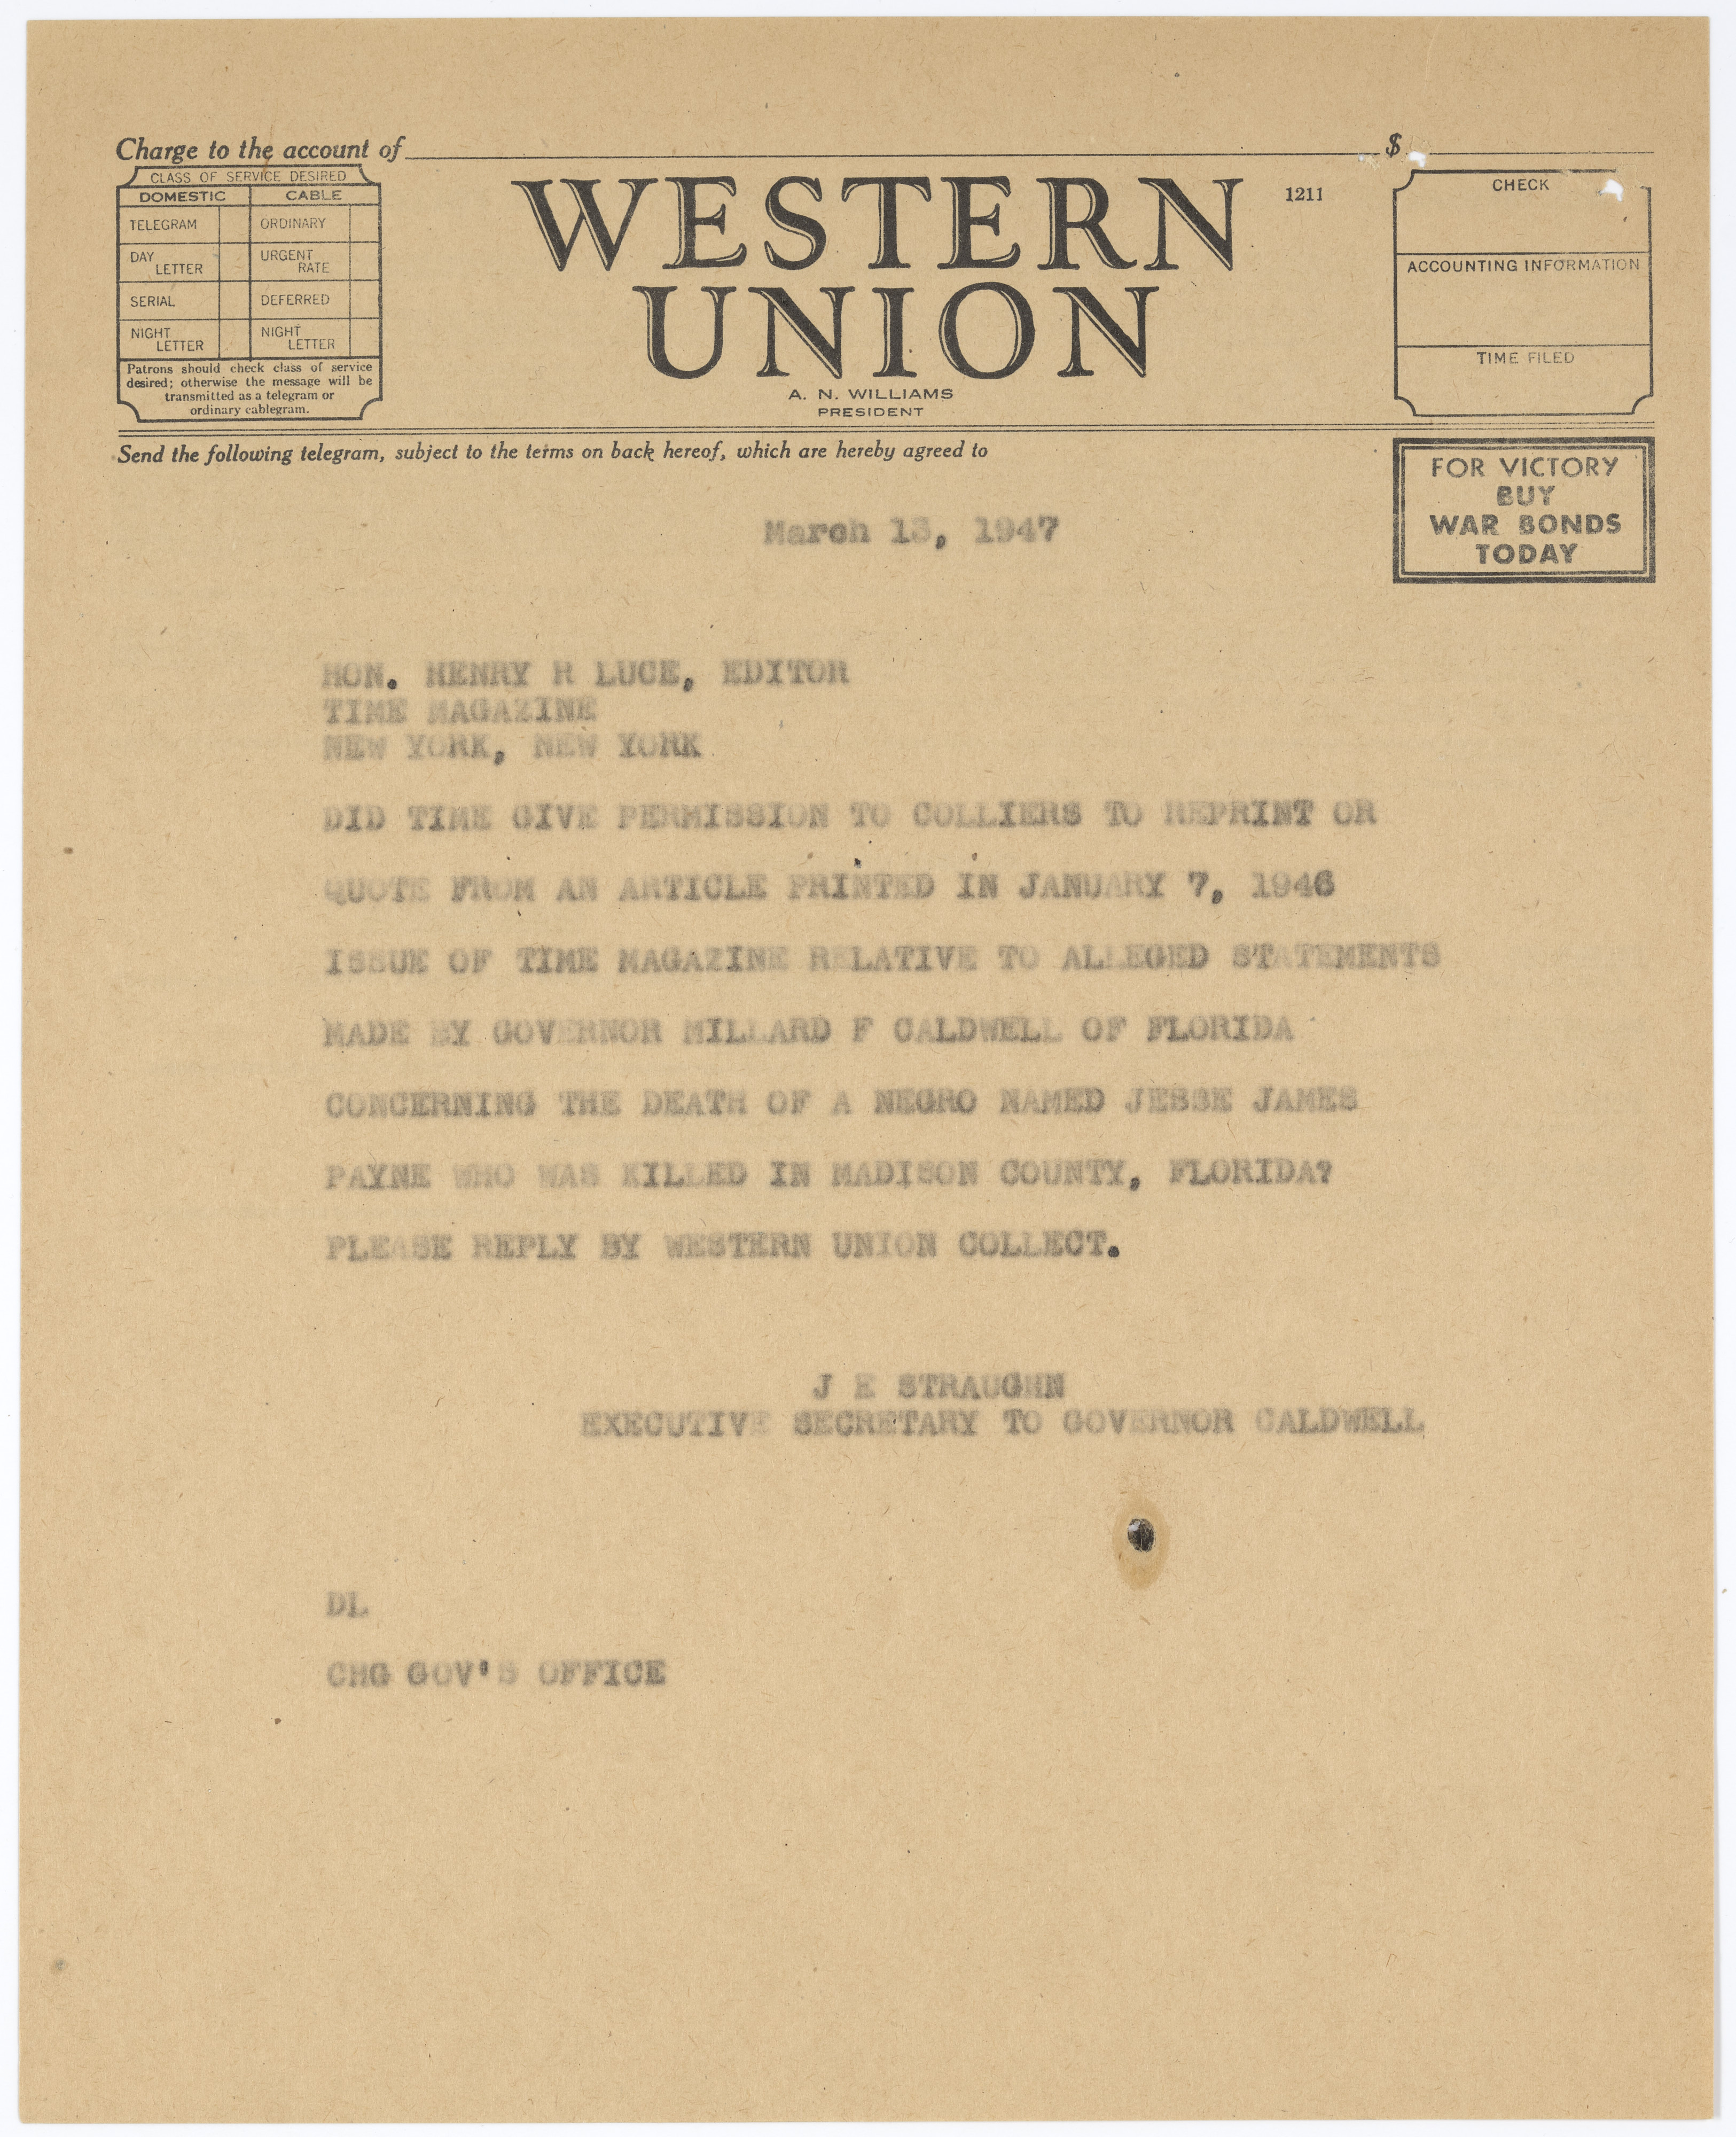 Charge to the account of $
CLASS OF SERVICE DESIRED
DOMESTIC CABLE
TELEGRAM ORDINARY
DAY LETTER URGENT RATE
SERIAL DEFERRED
NIGHT LETTER NIGHT LETTER
Patrons should check class of service
desired; otherwise the message will be
transmitted as a telegram or
ordinary cablegram.
WESTERN
UNION
1211
A. N. WILLIAMS
PRESIDENT
CHECK
ACCOUNTING INFORMATION
TIME FILED
Send the following telegram, subject to the terms on back hereof, which are hereby agreed to
FOR VICTORY
BUY
WAR BONDS
TODAY
March 13, 1947
HON. HENRY R LUCE, EDITOR
TIME MAGAZINE
NEW YORK, NEW YORK
DID TIME GIVE PERMISSION TO COLLIERS TO REPRINT OR
QUOTE FROM AN ARTICLE PRINTED IN JANUARY 7, 1946
ISSUE OF TIME MAGAZINE RELATIVE TO ALLEGED STATEMENTS
MADE BY GOVERNOR MILLARD F CALDWELL OF FLORIDA
CONCERNING THE DEATH OF A NEGRO NAMED JESSE JAMES
PAYNE WHO WAS KILLED IN MADISON COUNTY, FLORIDA?
PLEASE REPLY BY WESTERN UNION COLLECT.
J E STRAUGHN
EXECUTIVE SECRETARY TO GOVERNOR CALDWELL
DL
CHG GOV'S OFFICE